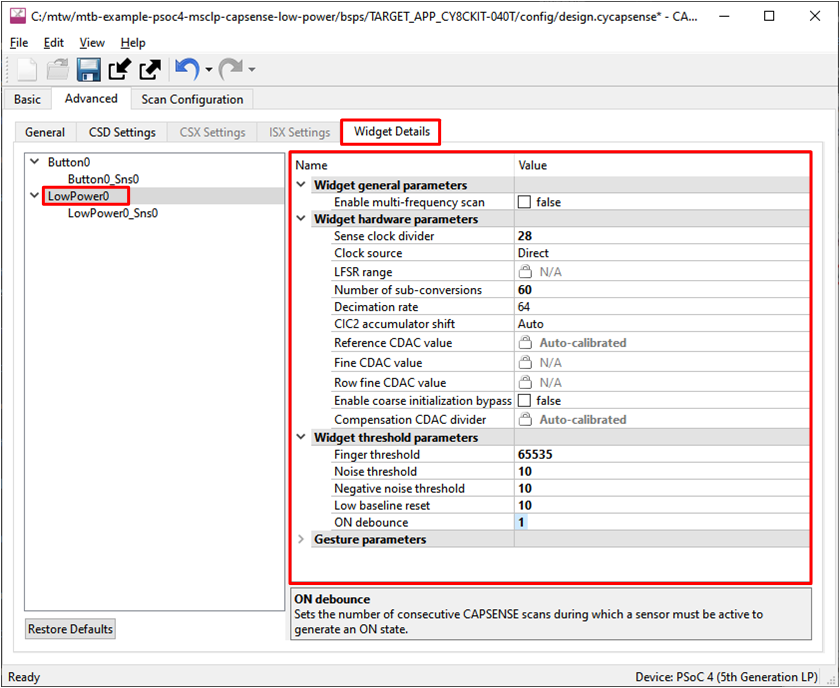 C:/mtw/mtb-example-psoc4-msclp-capsense-low-power/bsps/TARGET_APP_CY8CKIT-040T/config/design.cycapsense* - CA...
File Edit View Help
Basic Advanced Scan Configuration
General CSD Settings CSX Settings ISX Settings Widget Details
Button0
Button0_Sns0
LowPower0
LowPower0_Sns0
Restore Defaults
Name Value
Widget general parameters
Enable multi-frequency scan false
Widget hardware parameters
Sense clock divider 28
Clock source Direct
LFSR range N/A
Number of sub-conversions 60
Decimation rate 64
CIC2 accumulator shift Auto
Reference CDAC value Auto-calibrated
Fine CDAC value N/A
Row fine CDAC value N/A
Enable coarse initialization bypass false
Compensation CDAC divider Auto-calibrated
Widget threshold parameters
Finger threshold 65535
Noise threshold 10
Negative noise threshold 10
Low baseline reset 10
ON debounce 1
Gesture parameters
ON debounce
Sets the number of consecutive CAPSENSE scans during which a sensor must be active to
generate an ON state.
Ready Device: PSoC 4 (5th Generation LP)